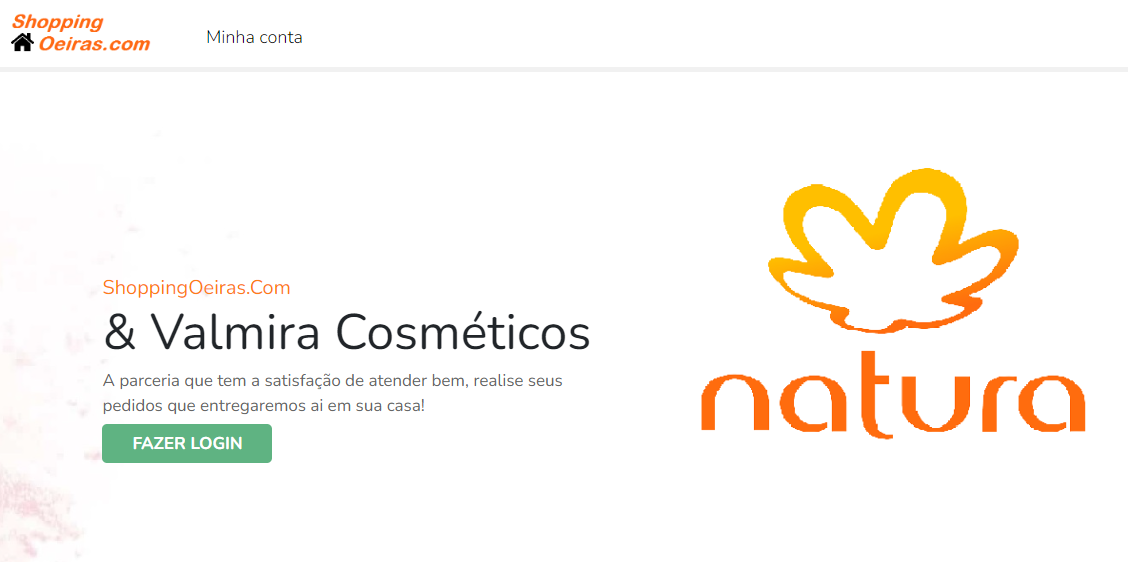 Shopping
Oeiras.com
Minha conta
ShoppingOeiras.Com
& Valmira Cosméticos
A parceria que tem a satisfação de atender bem, realise seus
pedidos que entregaremos ai em sua casa!
FAZER LOGIN
natura